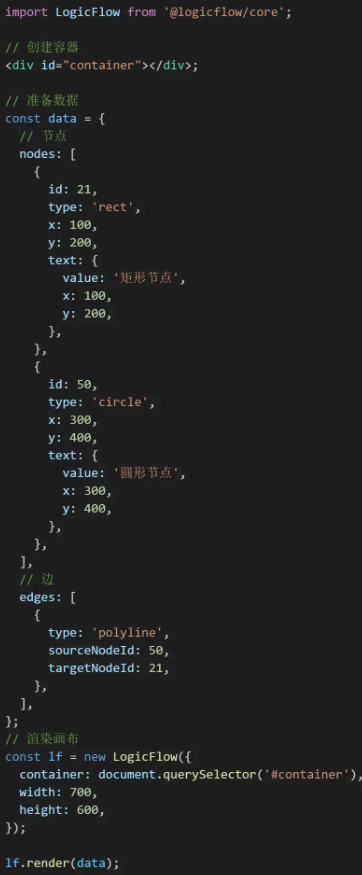 import LogicFlow from '@logicflow/core';
// 创建容器
<div id="container"></div>;
// 准备数据
const data = {
  // 节点
  nodes: [
    {
      id: 21,
      type: 'rect',
      x: 100,
      y: 200,
      text: {
        value: '矩形节点',
        x: 100,
        y: 200,
      },
    },
    {
      id: 50,
      type: 'circle',
      x: 300,
      y: 400,
      text: {
        value: '圆形节点',
        x: 300,
        y: 400,
      },
    },
  ],
  // 边
  edges: [
    {
      type: 'polyline',
      sourceNodeId: 50,
      targetNodeId: 21,
    },
  ],
};
// 渲染画布
const lf = new LogicFlow({
  container: document.querySelector('#container'),
  width: 700,
  height: 600,
});
lf.render(data);